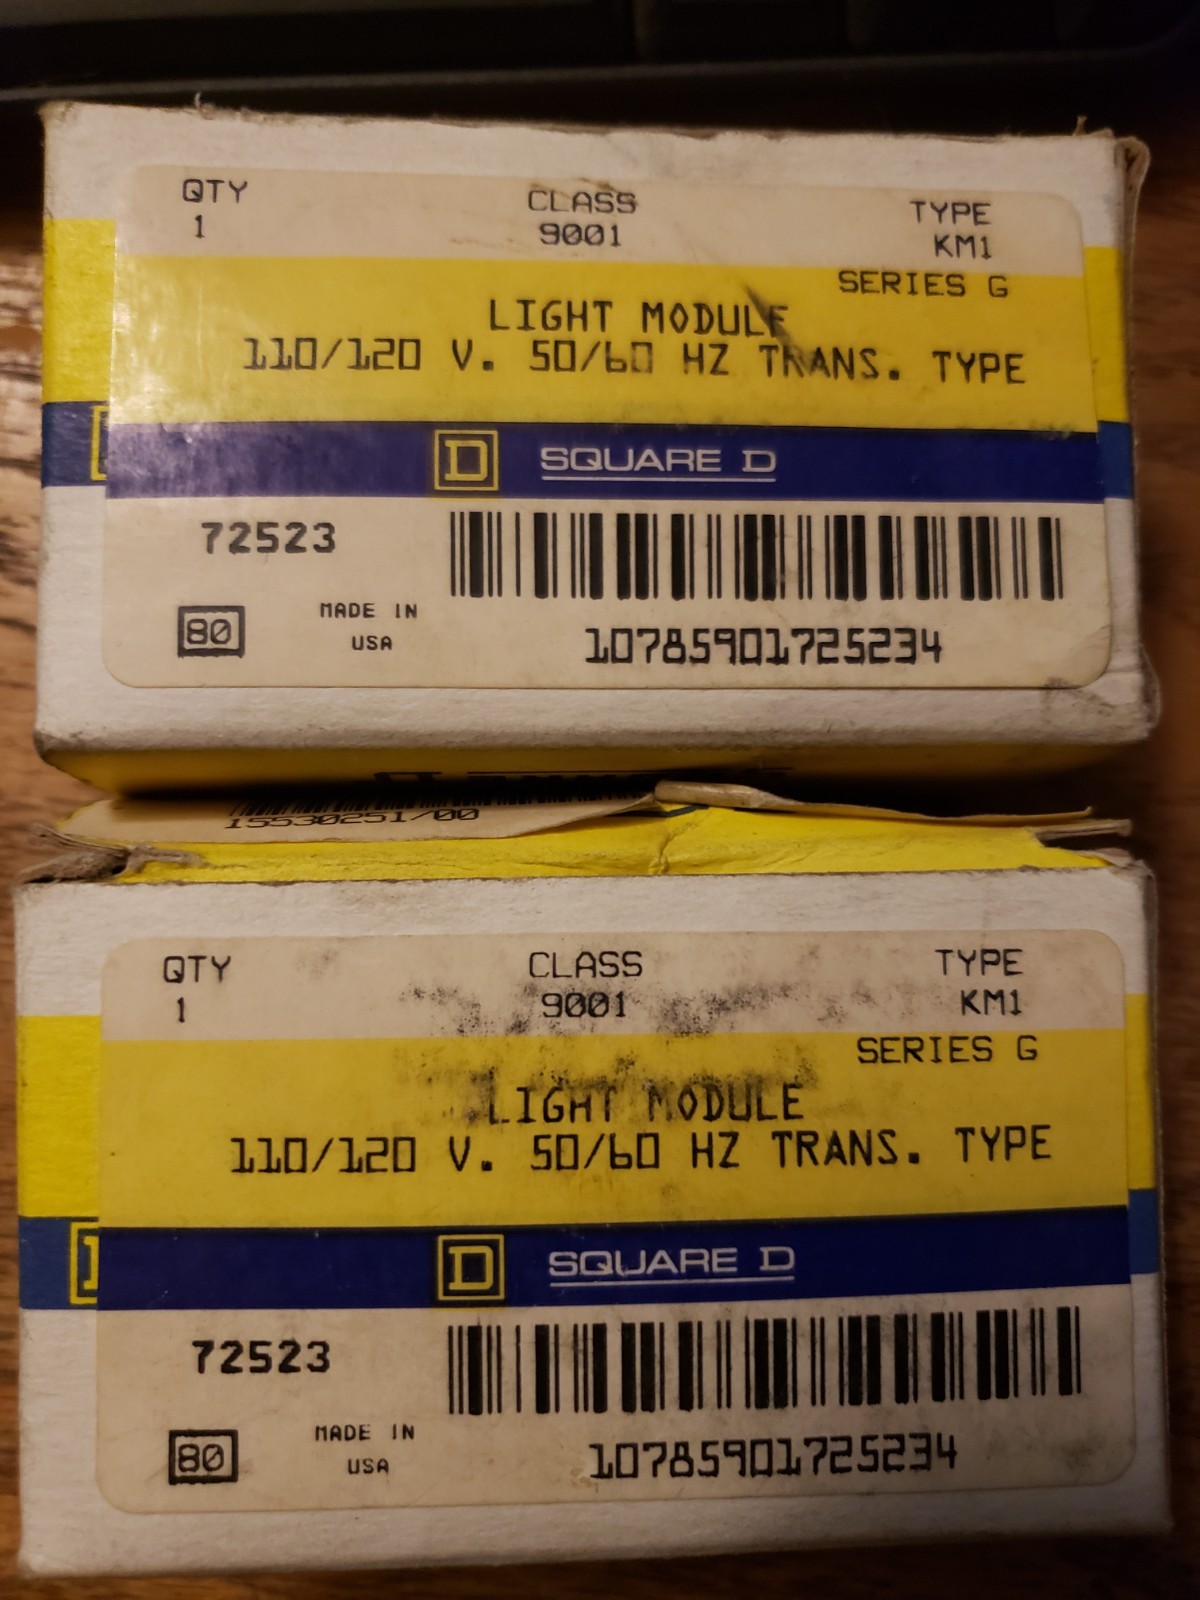 QTY CLASS TYPE
1 9001 KM1
SERIES G
LIGHT MODULE
110/120 V. 50/60 HZ TRANS. TYPE
D SQUARE D
72523
80 MADE IN
USA
10785901725234
15530251700
QTY CLASS TYPE
1 9001 KM1
SERIES G
LIGHT MODULE
110/120 V. 50/60 HZ TRANS. TYPE
D SQUARE D
72523
80 MADE IN
USA
10785901725234